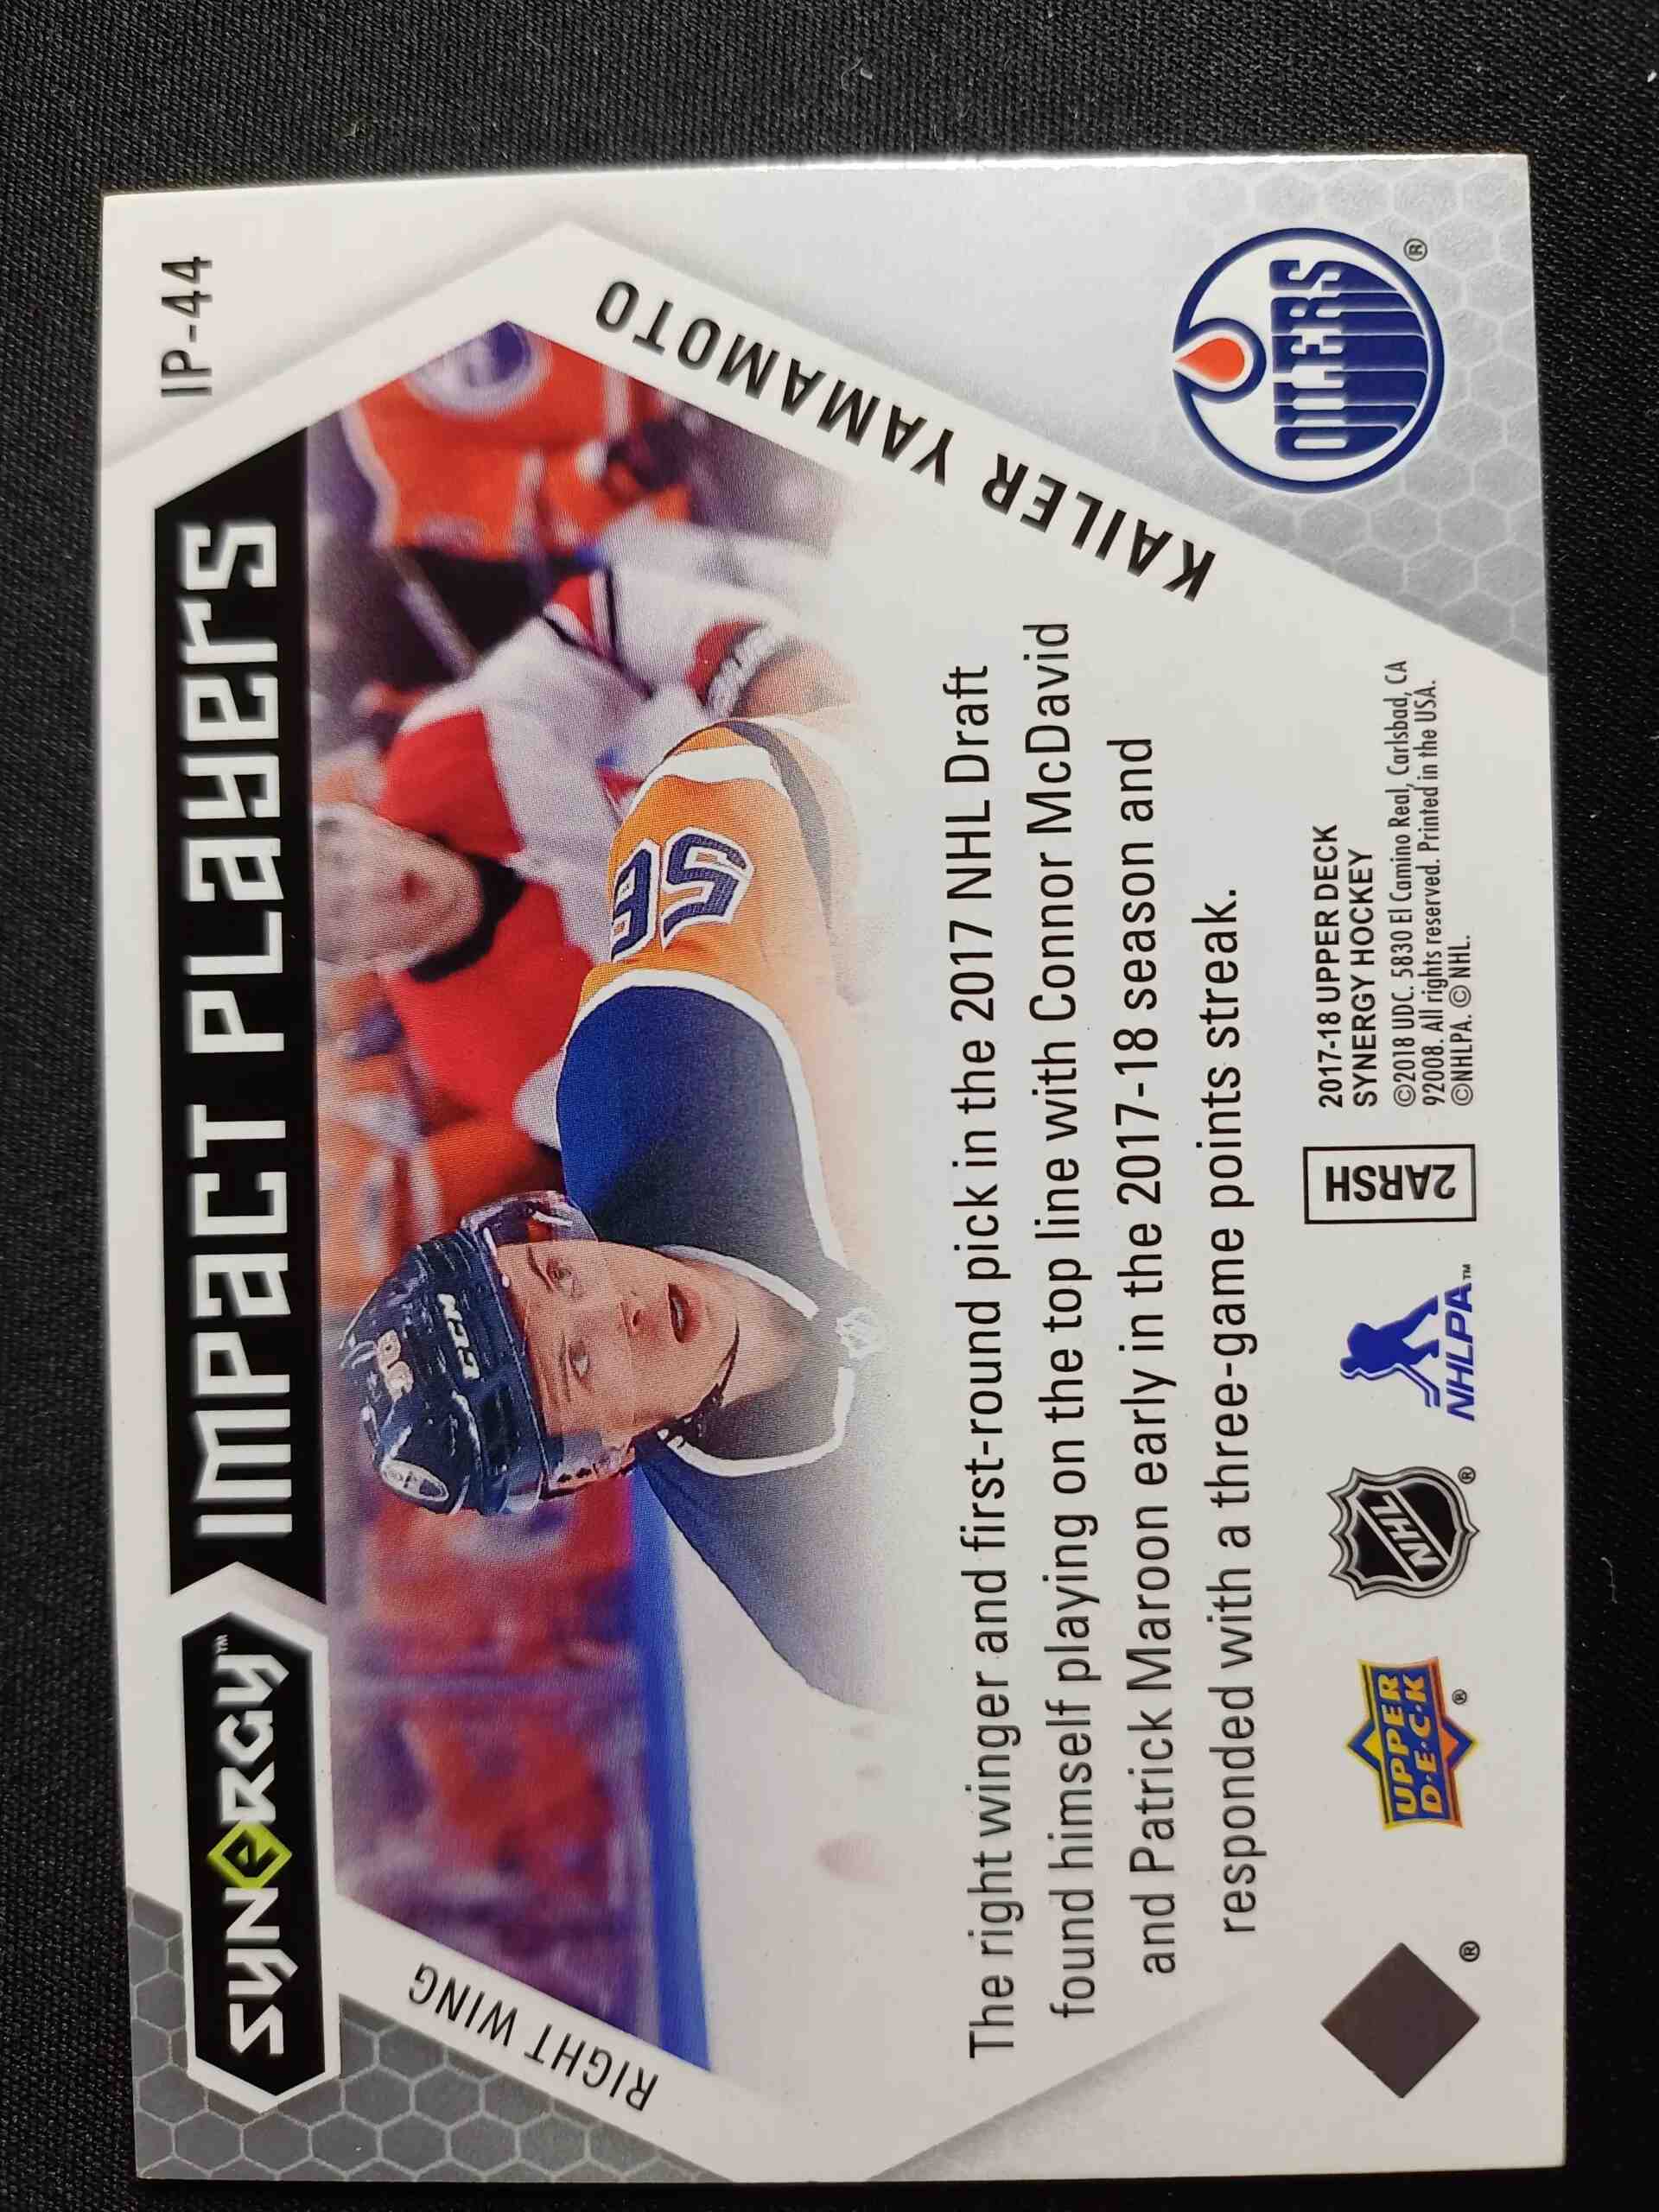 SYNeRGY™
IMPACT PLAYERS
IP-44
RIGHT WING
KAILER YAMAMOTO
CCM
95
The right winger and first-round pick in the 2017 NHL Draft
found himself playing on the top line with Connor McDavid
and Patrick Maroon early in the 2017-18 season and
responded with a three-game points streak.
OILERS
®
®
UPPER
D·E·C·K
®
NHL
®
NHLPA™
2ARSH
2017-18 UPPER DECK
SYNERGY HOCKEY
©2018 UDC. 5830 El Camino Real, Carlsbad, CA
92008. All rights reserved. Printed in the USA.
©NHLPA. © NHL.